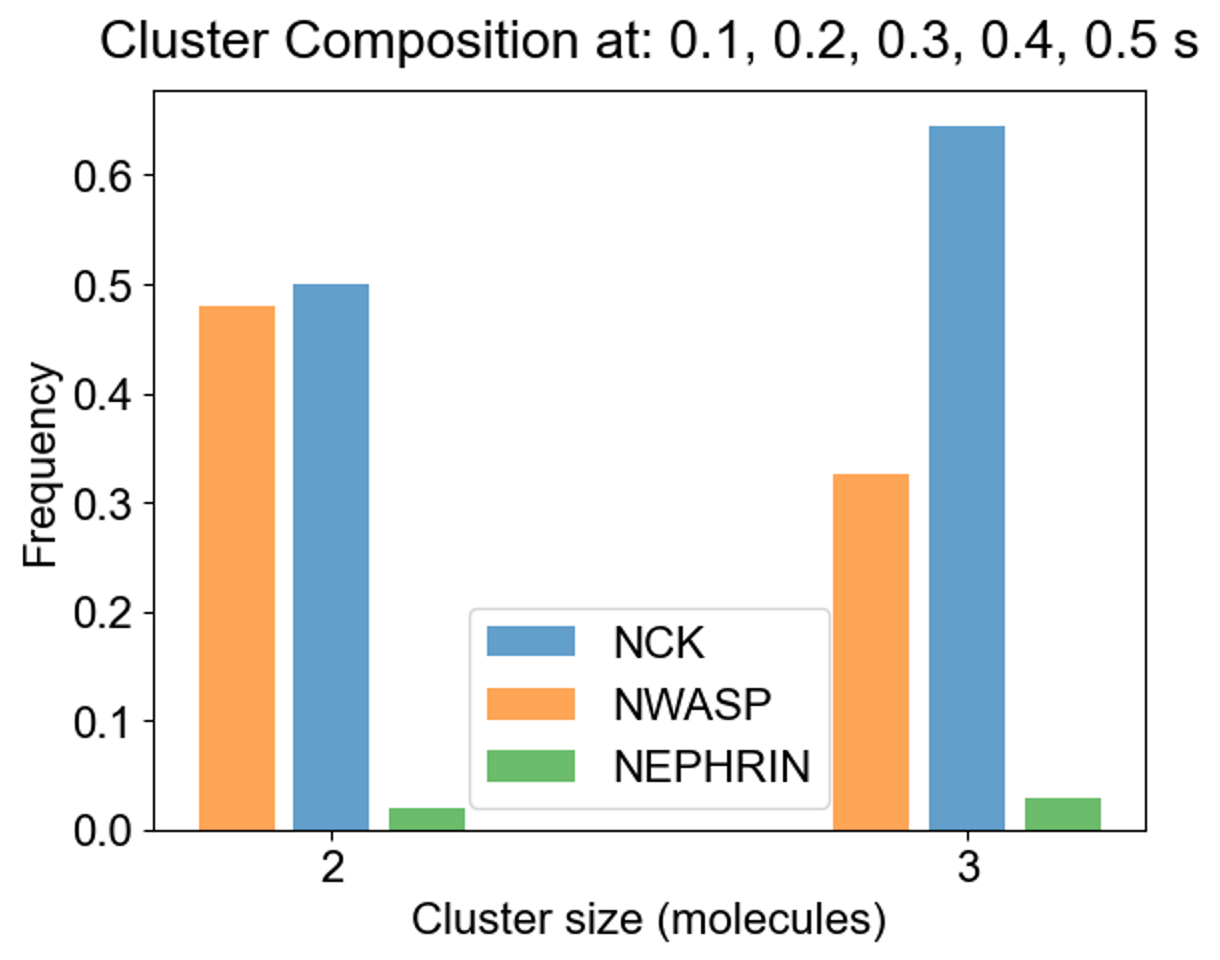 Cluster Composition at: 0.1, 0.2, 0.3, 0.4, 0.5 s
Frequency
0.6
0.5
0.4
0.3
0.2
0.1
0.0
NCK
NWASP
NEPHRIN
2 3
Cluster size (molecules)